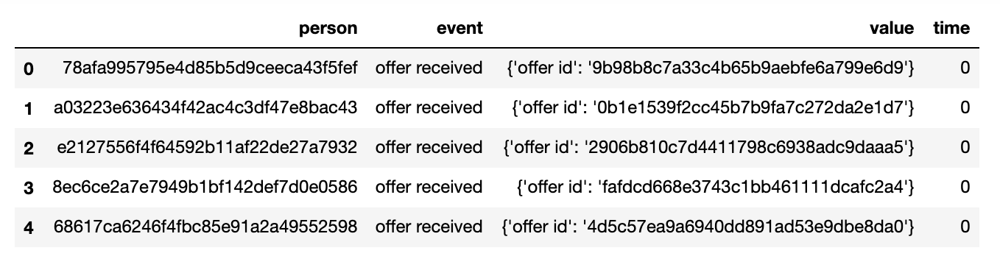 person event value time
0 78afa995795e4d85b5d9ceeca43f5fef offer received {'offer id': '9b98b8c7a33c4b65b9aebfe6a799e6d9'} 0
1 a03223e636434f42ac4c3df47e8bac43 offer received {'offer id': '0b1e1539f2cc45b7b9fa7c272da2e1d7'} 0
2 e2127556f4f64592b11af22de27a7932 offer received {'offer id': '2906b810c7d4411798c6938adc9daaa5'} 0
3 8ec6ce2a7e7949b1bf142def7d0e0586 offer received {'offer id': 'fafdcd668e3743c1bb461111dcafc2a4'} 0
4 68617ca6246f4fbc85e91a2a49552598 offer received {'offer id': '4d5c57ea9a6940dd891ad53e9dbe8da0'} 0